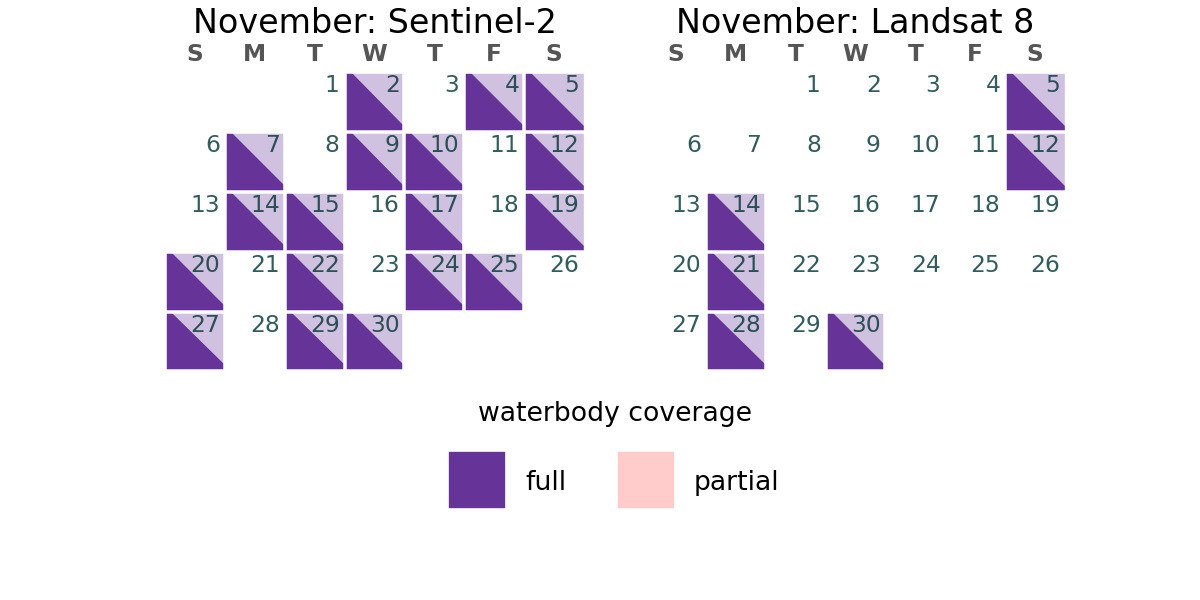 November: Sentinel-2
S M T W T F S
1 2 3 4 5
6 7 8 9 10 11 12
13 14 15 16 17 18 19
20 21 22 23 24 25 26
27 28 29 30
November: Landsat 8
S M T W T F S
1 2 3 4 5
6 7 8 9 10 11 12
13 14 15 16 17 18 19
20 21 22 23 24 25 26
27 28 29 30
waterbody coverage
full
partial